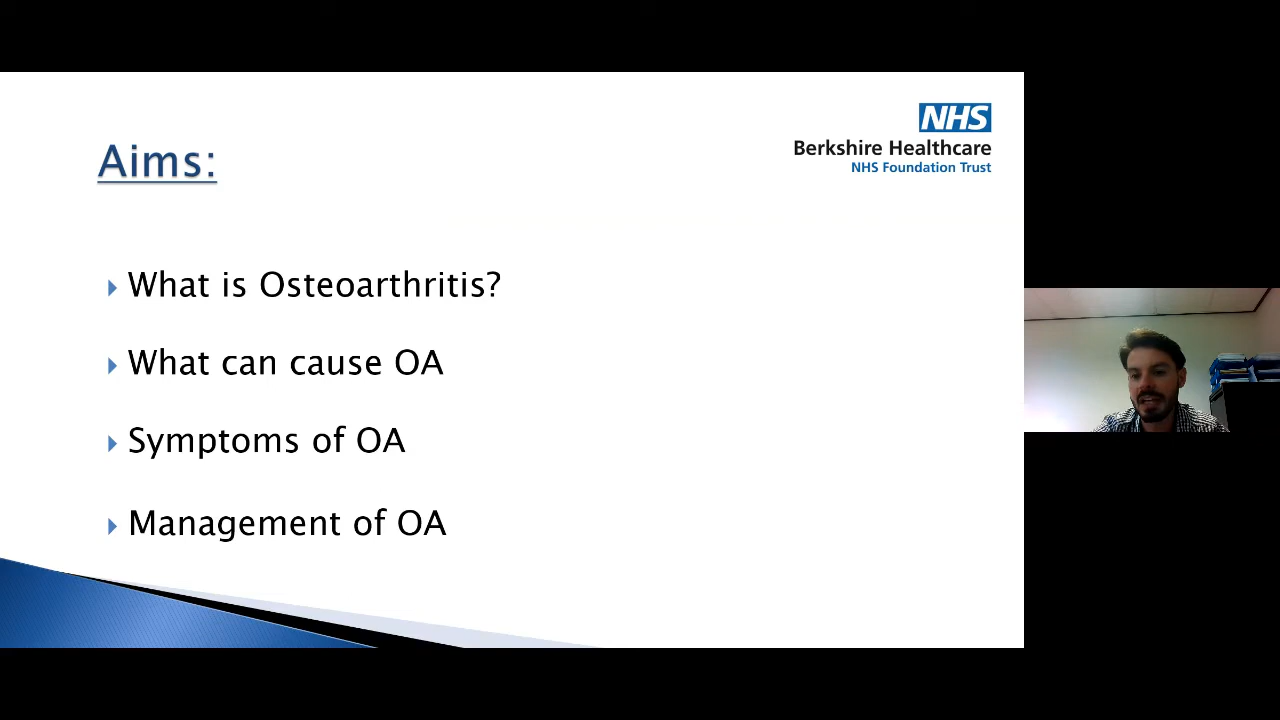 NHS
Berkshire Healthcare
NHS Foundation Trust
Aims:
What is Osteoarthritis?
What can cause OA
Symptoms of OA
Management of OA